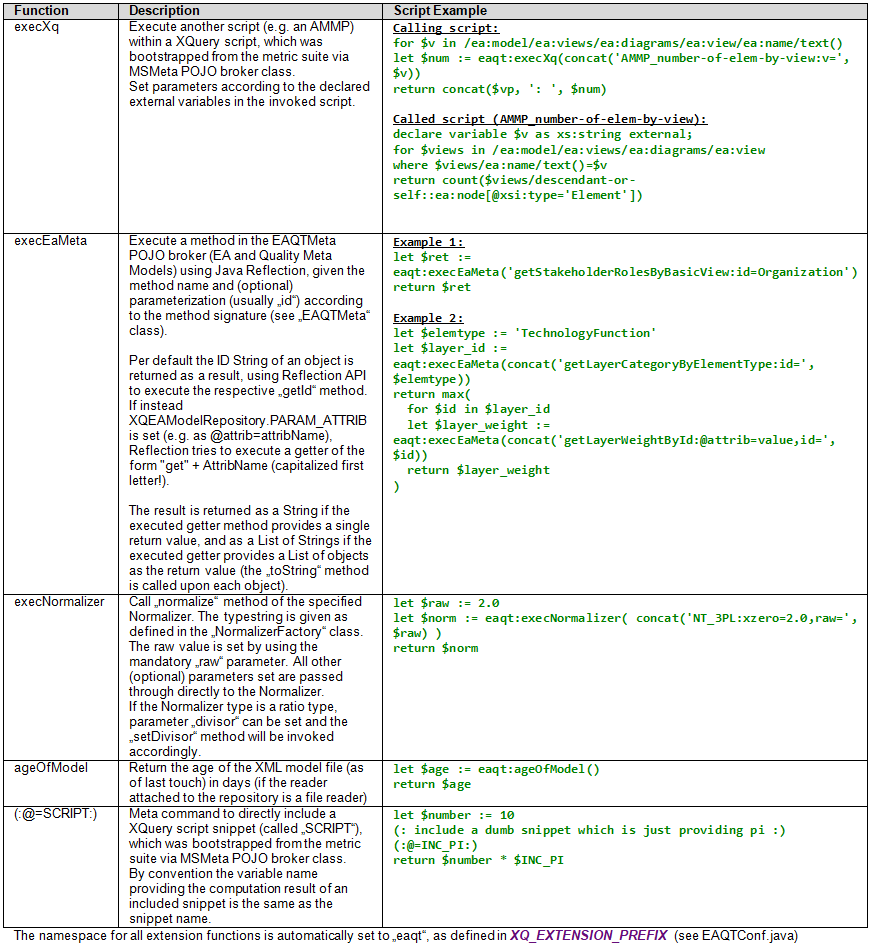 Function Description Script Example
execXq
Execute another script (e.g. an AMMP)
within a XQuery script, which was
bootstrapped from the metric suite via
MSMeta POJO broker class.
Set parameters according to the declared
external variables in the invoked script.
Calling script:
for $v in /ea:model/ea:views/ea:diagrams/ea:view/ea:name/text()
let $num := eaqt:execXq(concat('AMMP_number-of-elem-by-view:v=',
$v))
return concat($vp, ': ', $num)
Called script (AMMP_number-of-elem-by-view):
declare variable $v as xs:string external;
for $views in /ea:model/ea:views/ea:diagrams/ea:view
where $views/ea:name/text()=$v
return count($views/descendant-or-
self::ea:node[@xsi:type='Element'])
execEaMeta
Execute a method in the EAQTMeta
POJO broker (EA and Quality Meta
Models) using Java Reflection, given the
method name and (optional)
parameterization (usually „id“) according
to the method signature (see „EAQTMeta“
class).
Per default the ID String of an object is
returned as a result, using Reflection API
to execute the respective „getId“ method.
If instead
XQEAModelRepository.PARAM_ATTRIB
is set (e.g. as @attrib=attribName),
Reflection tries to execute a getter of the
form "get" + AttribName (capitalized first
letter!).
The result is returned as a String if the
executed getter method provides a single
return value, and as a List of Strings if the
executed getter provides a List of objects
as the return value (the „toString“ method
is called upon each object).
Example 1:
let $ret :=
eaqt:execEaMeta('getStakeholderRolesByBasicView:id=Organization')
return $ret
Example 2:
let $elemtype := 'TechnologyFunction'
let $layer_id :=
eaqt:execEaMeta(concat('getLayerCategoryByElementType:id=',
$elemtype))
return max(
for $id in $layer_id
let $layer_weight :=
eaqt:execEaMeta(concat('getLayerWeightById:@attrib=value,id=',
$id))
return $layer_weight
)
execNormalizer
Call „normalize“ method of the specified
Normalizer. The typestring is given as
defined in the „NormalizerFactory“ class.
The raw value is set by using the
mandatory „raw“ parameter. All other
(optional) parameters set are passed
through directly to the Normalizer.
If the Normalizer type is a ratio type,
parameter „divisor“ can be set and the
„setDivisor“ method will be invoked
accordingly.
let $raw := 2.0
let $norm := eaqt:execNormalizer( concat('NT_3PL:xzero=2.0,raw=',
$raw) )
return $norm
ageOfModel
Return the age of the XML model file (as
of last touch) in days (if the reader
attached to the repository is a file reader)
let $age := eaqt:ageOfModel()
return $age
(:@=SCRIPT:)
Meta command to directly include a
XQuery script snippet (called „SCRIPT“),
which was bootstrapped from the metric
suite via MSMeta POJO broker class.
By convention the variable name
providing the computation result of an
included snippet is the same as the
snippet name.
let $number := 10
(: include a dumb snippet which is just providing pi :)
(:@=INC_PI:)
return $number * $INC_PI
The namespace for all extension functions is automatically set to „eaqt“, as defined in XQ_EXTENSION_PREFIX (see EAQTConf.java)